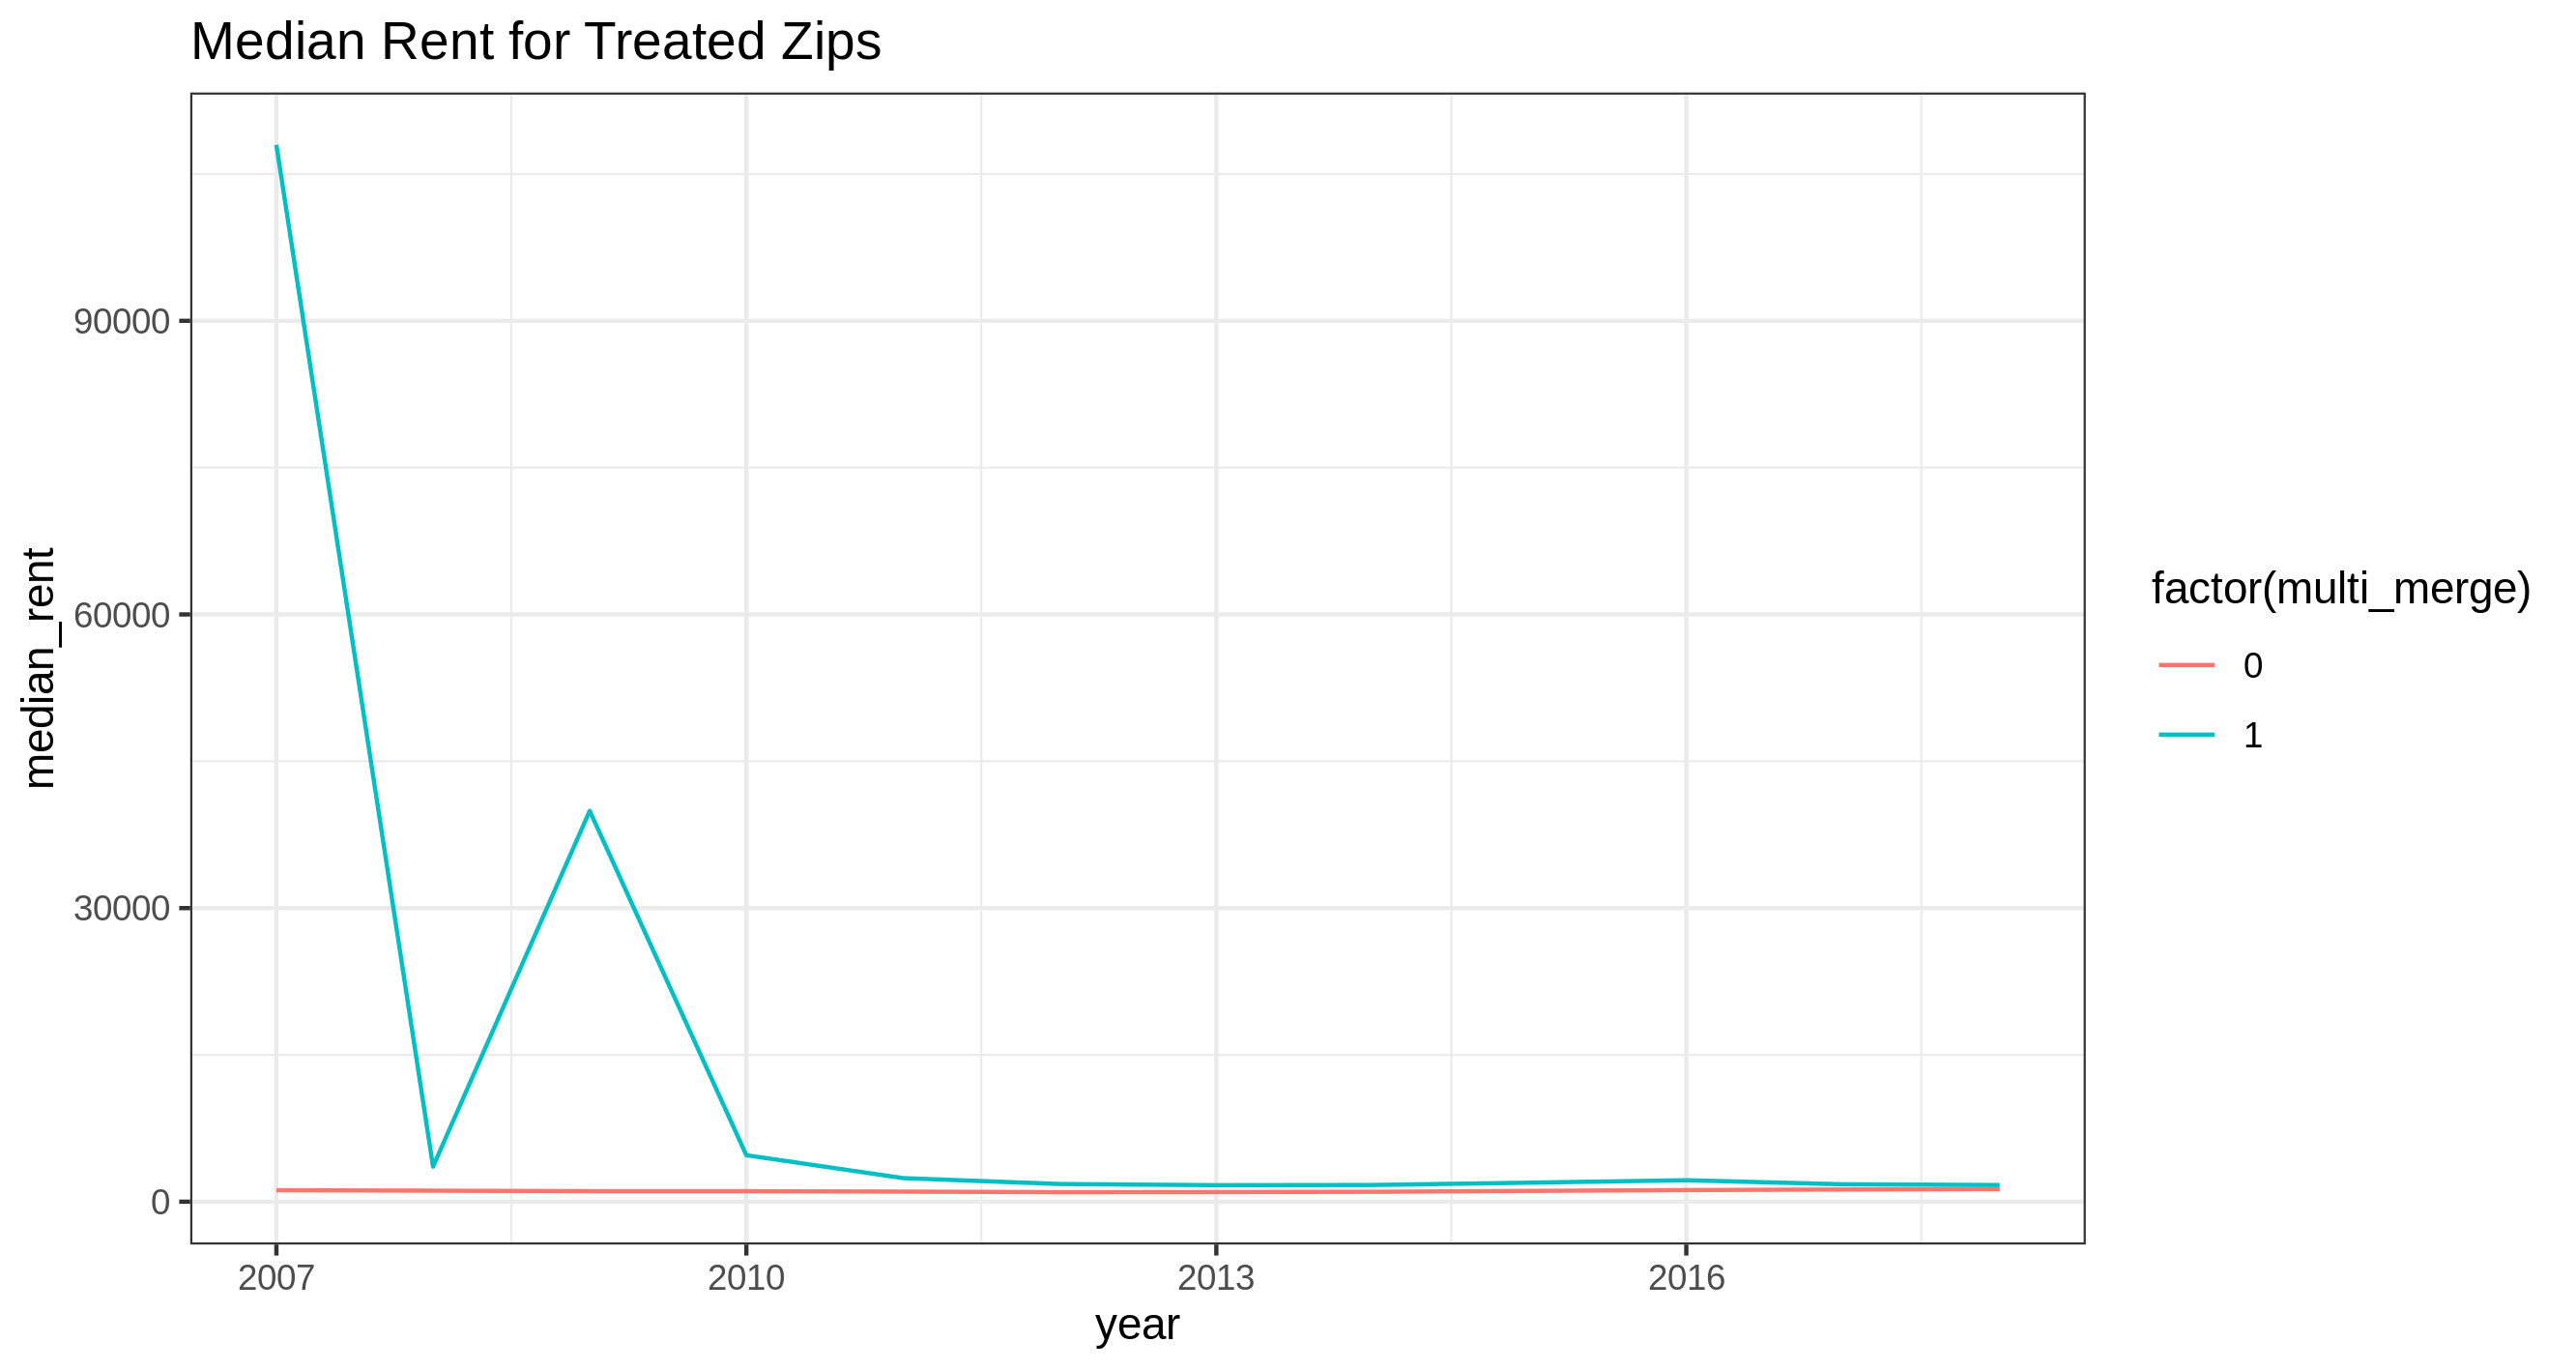 Median Rent for Treated Zips
median_rent
90000
60000
30000
0
2007
2010
2013
2016
year
factor(multi_merge)
0
1